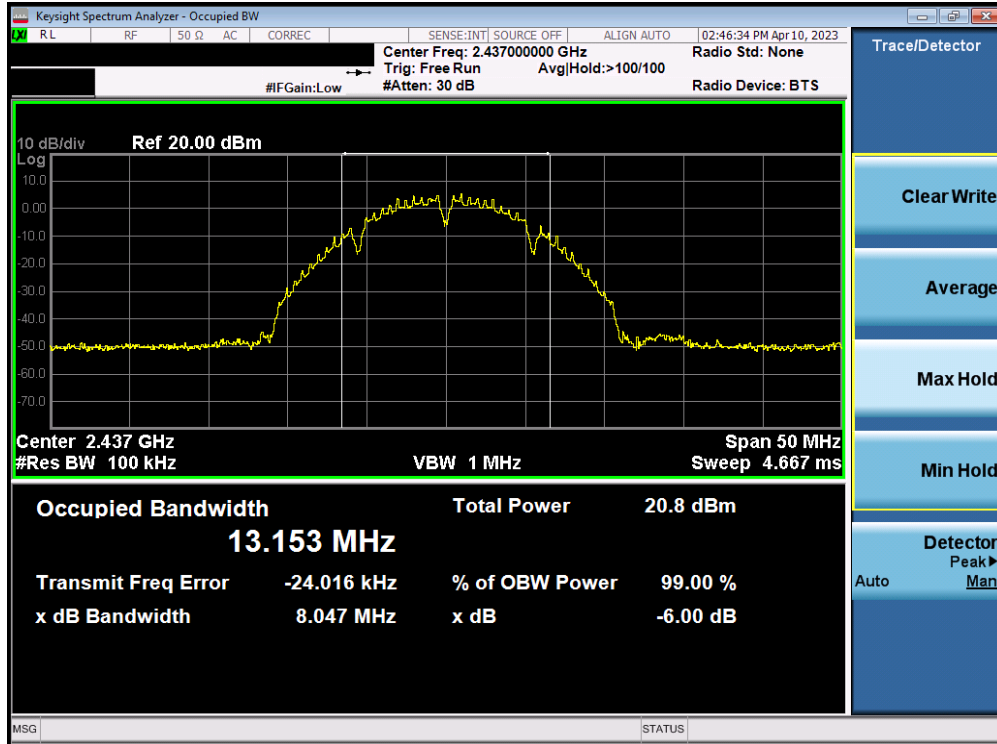 Keysight Spectrum Analyzer - Occupied BW
LXI RL RF 50 Ω AC CORREC SENSE:INT SOURCE OFF ALIGN AUTO 02:46:34 PM Apr 10, 2023
Center Freq: 2.437000000 GHz Radio Std: None
Trig: Free Run Avg|Hold:>100/100
#IFGain:Low #Atten: 30 dB Radio Device: BTS
10 dB/div Ref 20.00 dBm
Log
10.0
0.00
-10.0
-20.0
-30.0
-40.0
-50.0
-60.0
-70.0
Center 2.437 GHz Span 50 MHz
#Res BW 100 kHz VBW 1 MHz Sweep 4.667 ms
Occupied Bandwidth Total Power 20.8 dBm
13.153 MHz
Transmit Freq Error -24.016 kHz % of OBW Power 99.00 %
x dB Bandwidth 8.047 MHz x dB -6.00 dB
Trace/Detector
Clear Write
Average
Max Hold
Min Hold
Detector
Peak▶
Auto Man
MSG STATUS